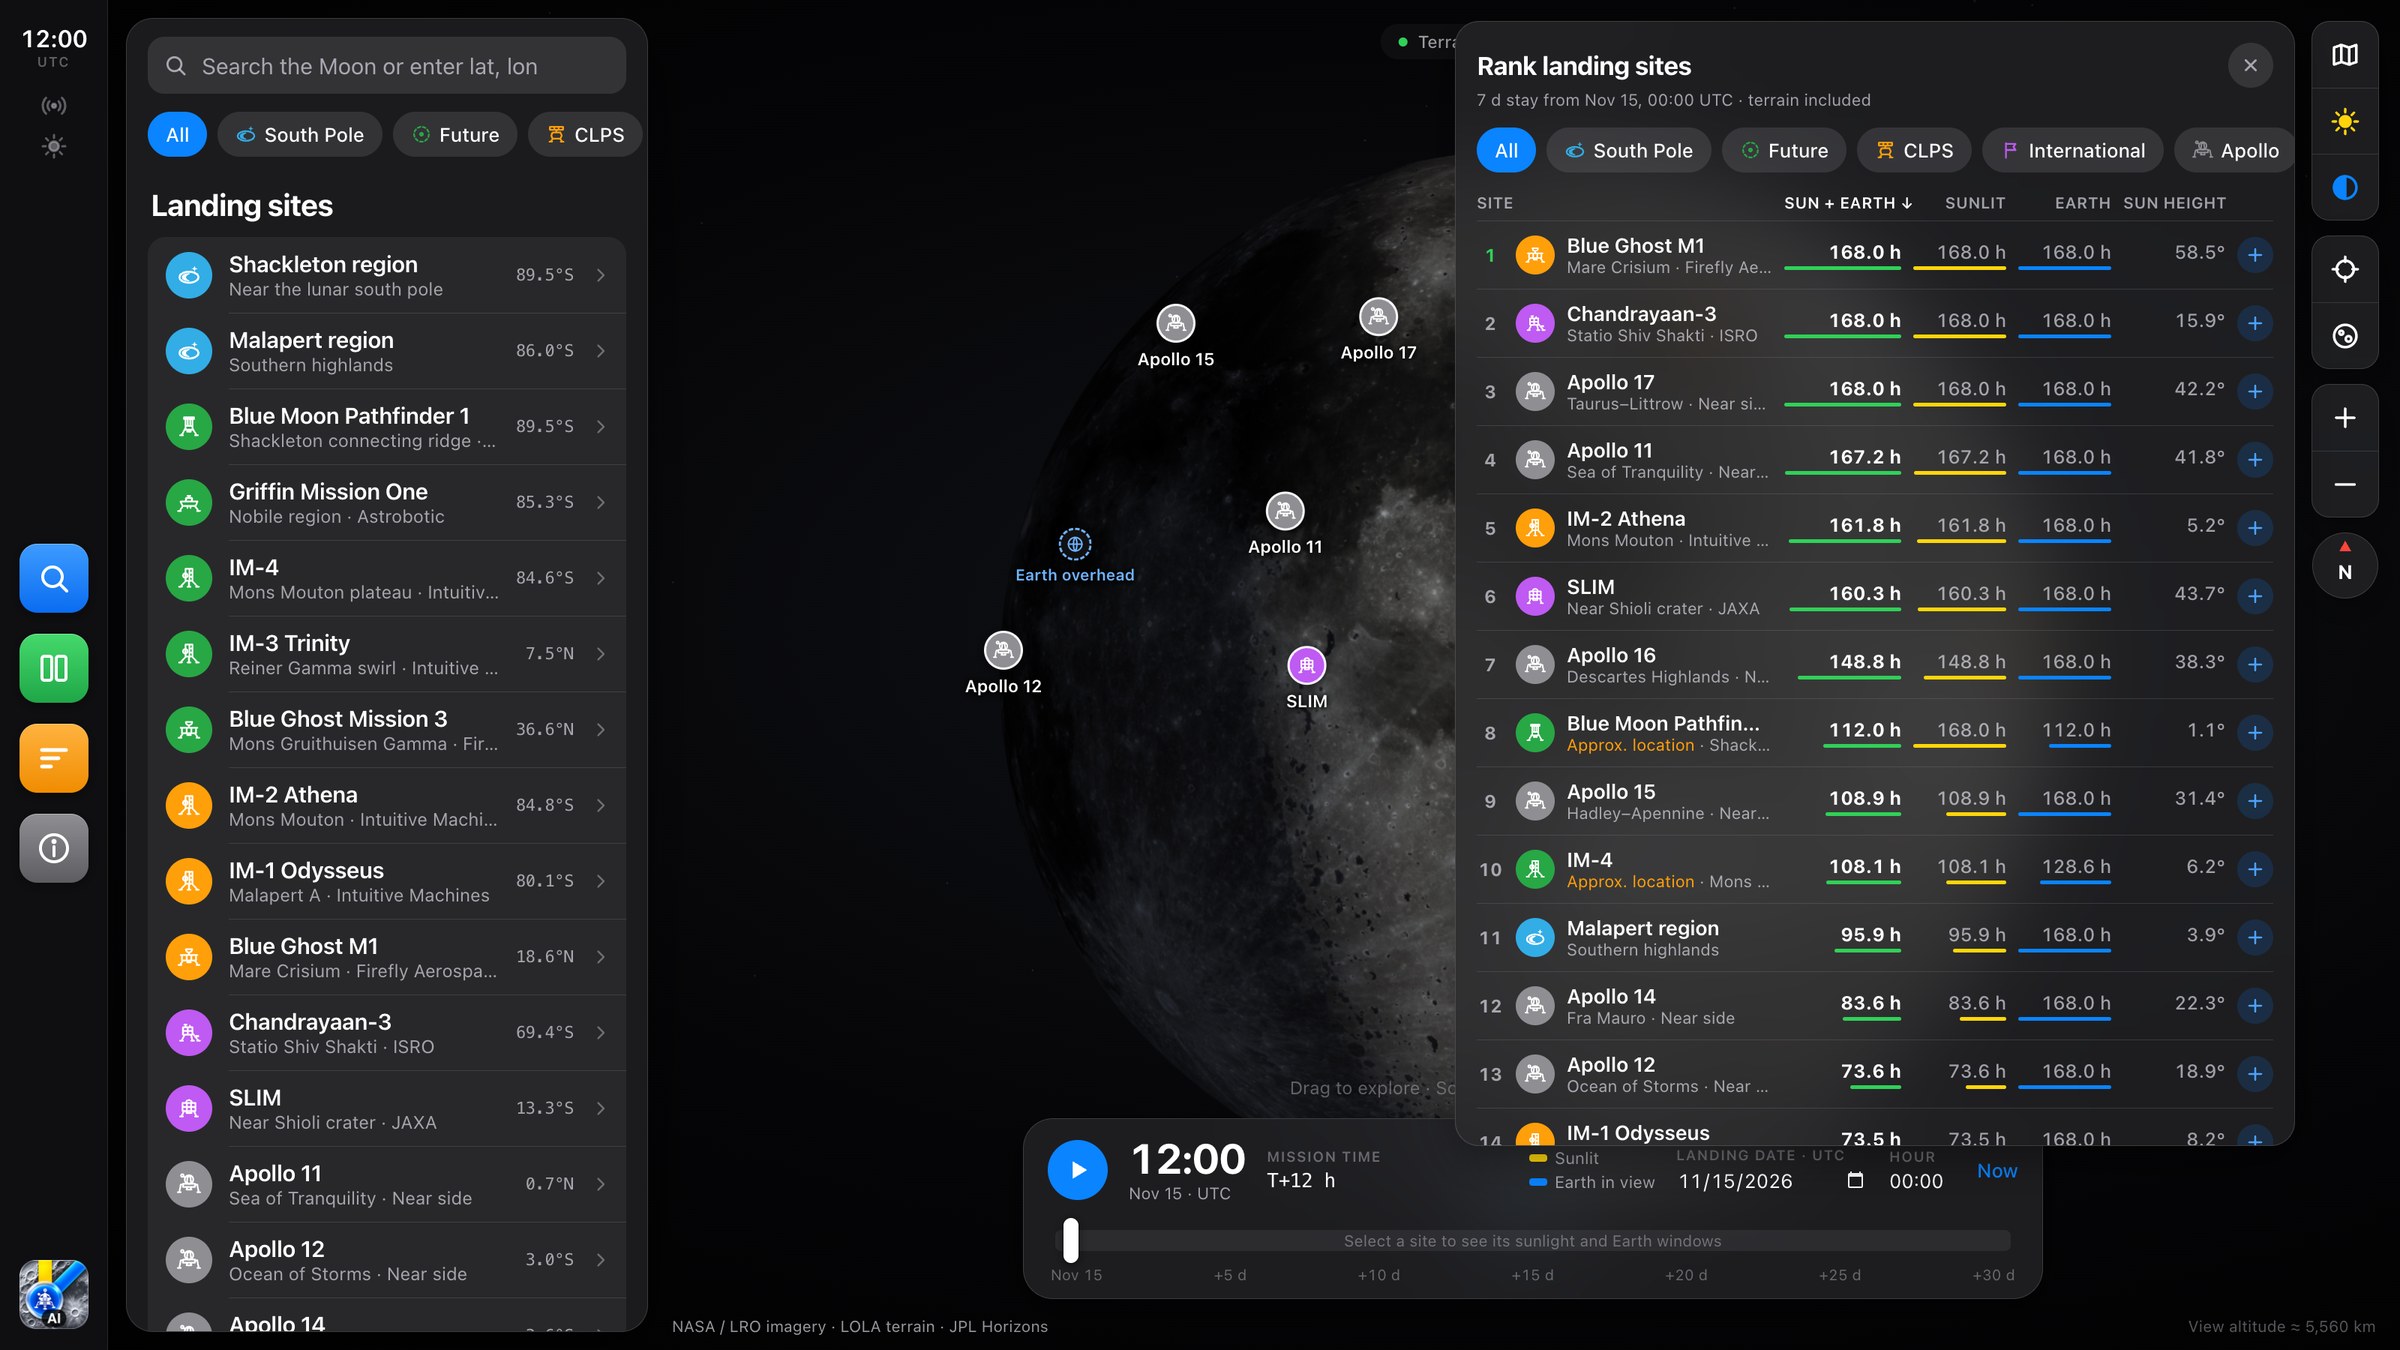 12:00
UTC
Search the Moon or enter lat, lon
All
South Pole
Future
CLPS
Landing sites
Shackleton region
Near the lunar south pole
89.5°S
Malapert region
Southern highlands
86.0°S
Blue Moon Pathfinder 1
Shackleton connecting ridge ·...
89.5°S
Griffin Mission One
Nobile region · Astrobotic
85.3°S
IM-4
Mons Mouton plateau · Intuitiv...
84.6°S
IM-3 Trinity
Reiner Gamma swirl · Intuitive ...
7.5°N
Blue Ghost Mission 3
Mons Gruithuisen Gamma · Fir...
36.6°N
IM-2 Athena
Mons Mouton · Intuitive Machi...
84.8°S
IM-1 Odysseus
Malapert A · Intuitive Machines
80.1°S
Blue Ghost M1
Mare Crisium · Firefly Aerospa...
18.6°N
Chandrayaan-3
Statio Shiv Shakti · ISRO
69.4°S
SLIM
Near Shioli crater · JAXA
13.3°S
Apollo 11
Sea of Tranquility · Near side
0.7°N
Apollo 12
Ocean of Storms · Near side
3.0°S
Apollo 14
AI
Apollo 15
Apollo 17
Apollo 11
Earth overhead
Apollo 12
SLIM
Drag to explore · Sc
Terra
Rank landing sites
7 d stay from Nov 15, 00:00 UTC · terrain included
All
South Pole
Future
CLPS
International
Apollo
SITE SUN + EARTH ↓ SUNLIT EARTH SUN HEIGHT
1 Blue Ghost M1 168.0 h 168.0 h 168.0 h 58.5°
Mare Crisium · Firefly Ae...
2 Chandrayaan-3 168.0 h 168.0 h 168.0 h 15.9°
Statio Shiv Shakti · ISRO
3 Apollo 17 168.0 h 168.0 h 168.0 h 42.2°
Taurus–Littrow · Near si...
4 Apollo 11 167.2 h 167.2 h 168.0 h 41.8°
Sea of Tranquility · Near...
5 IM-2 Athena 161.8 h 161.8 h 168.0 h 5.2°
Mons Mouton · Intuitive ...
6 SLIM 160.3 h 160.3 h 168.0 h 43.7°
Near Shioli crater · JAXA
7 Apollo 16 148.8 h 148.8 h 168.0 h 38.3°
Descartes Highlands · N...
8 Blue Moon Pathfin... 112.0 h 168.0 h 112.0 h 1.1°
Approx. location · Shack...
9 Apollo 15 108.9 h 108.9 h 168.0 h 31.4°
Hadley–Apennine · Near...
10 IM-4 108.1 h 108.1 h 128.6 h 6.2°
Approx. location · Mons ...
11 Malapert region 95.9 h 95.9 h 168.0 h 3.9°
Southern highlands
12 Apollo 14 83.6 h 83.6 h 168.0 h 22.3°
Fra Mauro · Near side
13 Apollo 12 73.6 h 73.6 h 168.0 h 18.9°
Ocean of Storms · Near ...
14 IM-1 Odysseus 73.5 h 73.5 h 168.0 h 8.2°
N
12:00
Nov 15 · UTC
MISSION TIME
T+12 h
Sunlit
Earth in view
LANDING DATE · UTC
11/15/2026
HOUR
00:00
Now
Select a site to see its sunlight and Earth windows
Nov 15 +5 d +10 d +15 d +20 d +25 d +30 d
NASA / LRO imagery · LOLA terrain · JPL Horizons
View altitude ≈ 5,560 km